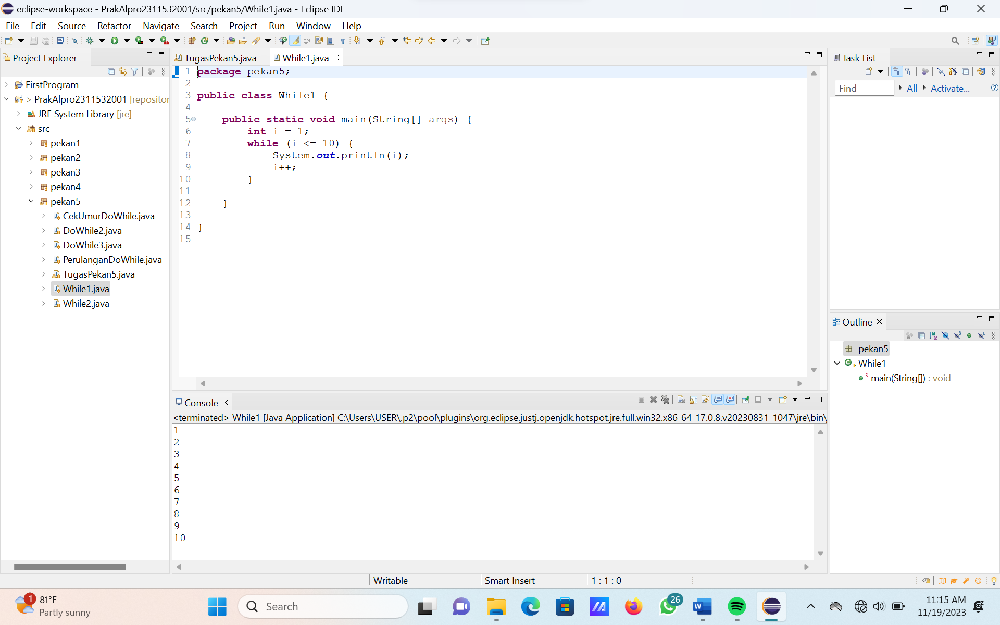 eclipse-workspace - PrakAlpro2311532001/src/pekan5/While1.java - Eclipse IDE
File Edit Source Refactor Navigate Search Project Run Window Help
Project Explorer
FirstProgram
> PrakAlpro2311532001 [repositor
JRE System Library [jre]
src
pekan1
pekan2
pekan3
pekan4
pekan5
CekUmurDoWhile.java
DoWhile2.java
DoWhile3.java
PerulanganDoWhile.java
TugasPekan5.java
While1.java
While2.java
TugasPekan5.java While1.java
1 package pekan5;
2
3 public class While1 {
4
5 public static void main(String[] args) {
6 int i = 1;
7 while (i <= 10) {
8 System.out.println(i);
9 i++;
10 }
11
12 }
13
14 }
15
Console
<terminated> While1 [Java Application] C:\Users\USER\.p2\pool\plugins\org.eclipse.justj.openjdk.hotspot.jre.full.win32.x86_64_17.0.8.v20230831-1047\jre\bin\
1
2
3
4
5
6
7
8
9
10
Task List
Find All Activate...
Outline
pekan5
While1
main(String[]) : void
Writable Smart Insert 1 : 1 : 0
1
81°F
Partly sunny
Search
26
11:15 AM
11/19/2023